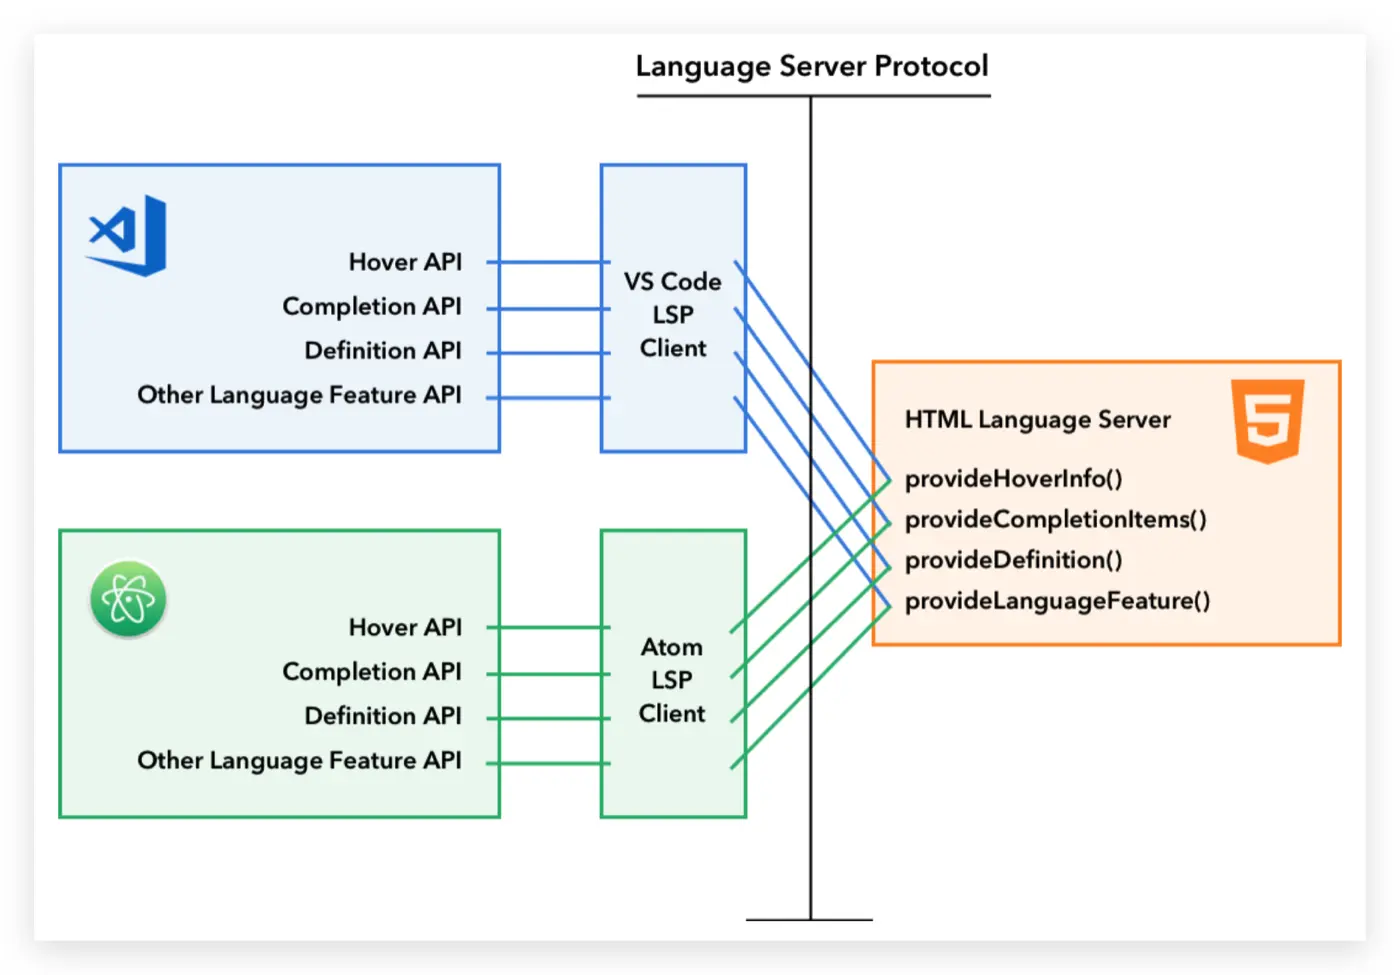 Language Server Protocol
Hover API
Completion API
Definition API
Other Language Feature API
VS Code
LSP
Client
HTML Language Server
5
provideHoverInfo()
provideCompletionItems()
provideDefinition()
provideLanguageFeature()
Hover API
Completion API
Definition API
Other Language Feature API
Atom
LSP
Client